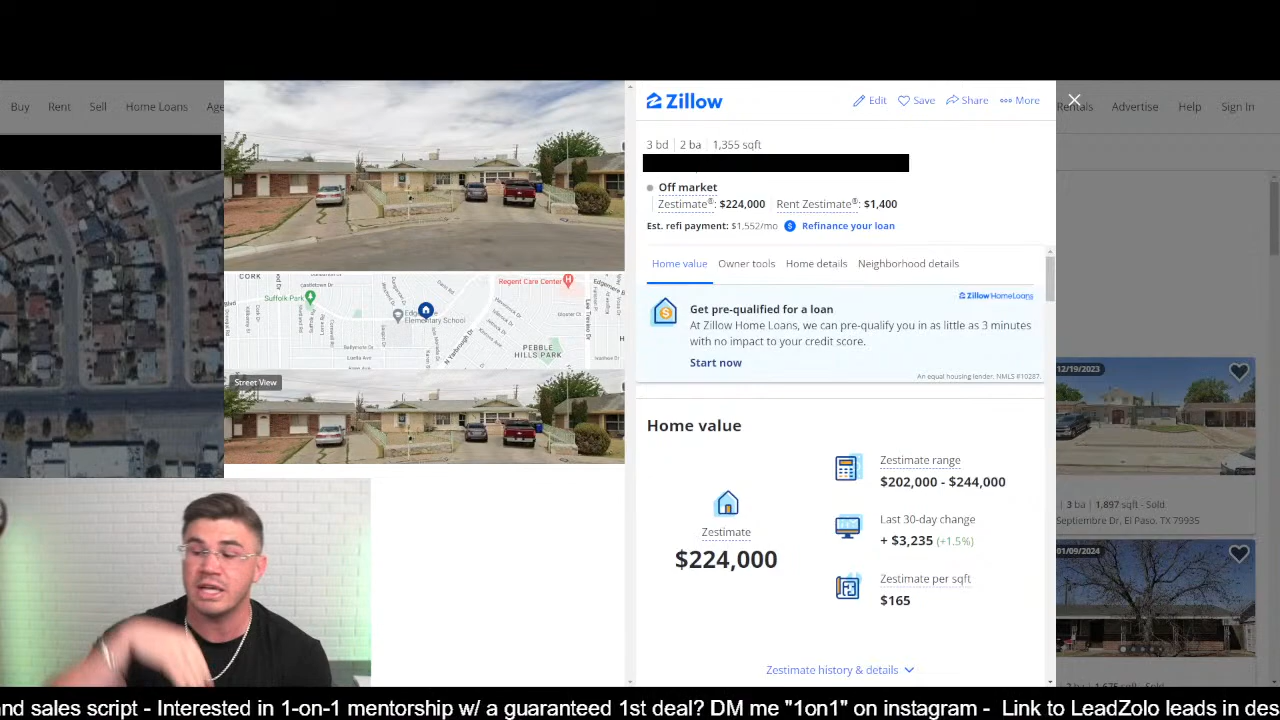 Buy
Rent
Sell
Home Loans
Zillow
Edit
Save
Share
More
Rentals
Advertise
Help
Sign In
3 bd
2 ba
1,355 sqft
Off market
Zestimate®: $224,000
Rent Zestimate®: $1,400
Est. refi payment: $1,552/mo
Refinance your loan
Home value
Owner tools
Home details
Neighborhood details
Zillow HomeLoans
Get pre-qualified for a loan
At Zillow Home Loans, we can pre-qualify you in as little as 3 minutes
with no impact to your credit score.
Start now
An equal housing lender. NMLS #10287.
CORK
Suffolk Park
Regent Care Center
Elementary School
PEBBLE
HILLS PARK
Street View
Home value
Zestimate
$224,000
Zestimate range
$202,000 - $244,000
Last 30-day change
+ $3,235 (+1.5%)
Zestimate per sqft
$165
Zestimate history & details
12/19/2023
3 ba | 1,897 sqft - Sold
Septiembre Dr, El Paso, TX 79935
01/09/2024
and sales script - Interested in 1-on-1 mentorship w/ a guaranteed 1st deal? DM me "1on1" on instagram - Link to LeadZolo leads in des